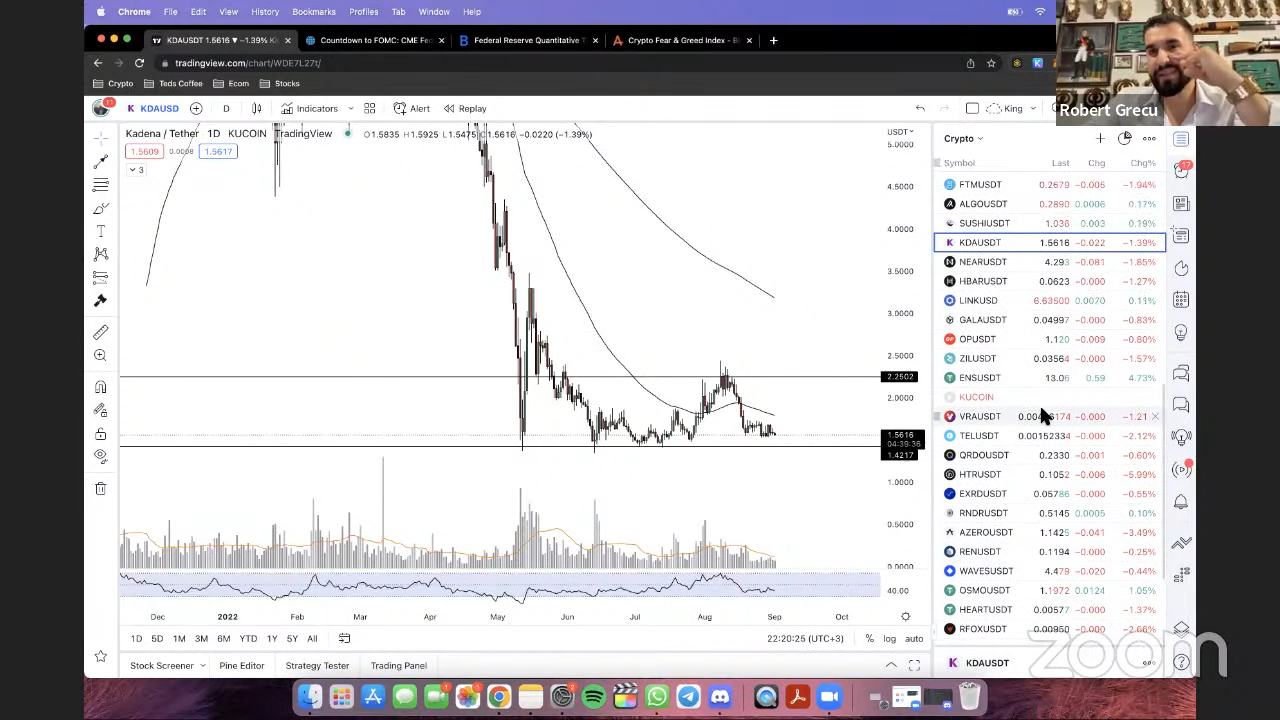 Chrome File Edit View History Bookmarks Profiles Tab Window Help
KDAUSD 1.5616 ▼ −1.39% K
Countdown to FOMC: CME Fe
Federal Reserve Quantitative T
Crypto Fear & Greed Index - B
tradingview.com/chart/WDE7L27t/
Crypto Teds Coffee Econ Stocks
Robert Grecu
11 KDAUSD D Indicators Alert Replay King
Kadena / Tether 1D KUCOIN TradingView O1.5835 H1.5925 L1.5475 C1.5616 −0.0220 (−1.39%)
1.5609 0.0008 1.5617
3
USDT
5.0000
4.5000
4.0000
3.5000
3.0000
2.5000
2.2502
2.0000
1.5616
04:39:36
1.4217
1.0000
0.5000
0.0000
40.00
Dec 2022 Feb Mar Apr May Jun Jul Aug Sep Oct
1D 5D 1M 3M 6M YTD 1Y 5Y All 22:20:25 (UTC+3) % log auto
Stock Screener Pine Editor Strategy Tester Trading Panel
Crypto
Symbol Last Chg Chg%
FTMUSDT 0.2679 −0.005 −1.94%
ALGOUSDT 0.2890 0.0006 0.17%
SUSHIUSDT 1.036 0.003 0.19%
KDAUSDT 1.5616 −0.022 −1.39%
NEARUSDT 4.293 −0.081 −1.85%
HBARUSDT 0.0623 −0.000 −1.27%
LINKUSD 6.63500 0.0070 0.11%
GALAUSDT 0.04997 −0.000 −0.83%
OPUSDT 1.120 −0.009 −0.80%
ZILUSDT 0.03564 −0.000 −1.57%
ENSUSDT 13.06 0.59 4.73%
KUCOIN
VRAUSDT −0.000 −1.21
TELUSDT 0.00152334 −0.000 −2.12%
QRDOUSDT 0.2330 −0.001 −0.60%
HTRUSDT 0.1052 −0.006 −5.99%
EXRDUSDT 0.05786 −0.000 −0.55%
RNDRUSDT 0.5145 0.0005 0.10%
AZEROUSDT 1.1425 −0.041 −3.49%
RENUSDT 0.1194 −0.000 −0.25%
WAVESUSDT 4.479 −0.020 −0.44%
OSMOUSDT 1.1972 0.0124 1.05%
HEARTUSDT 0.00577 −0.000 −1.37%
RFOXUSDT 0.00950 −0.000 −2.66%
KDAUSDT
17
zoom